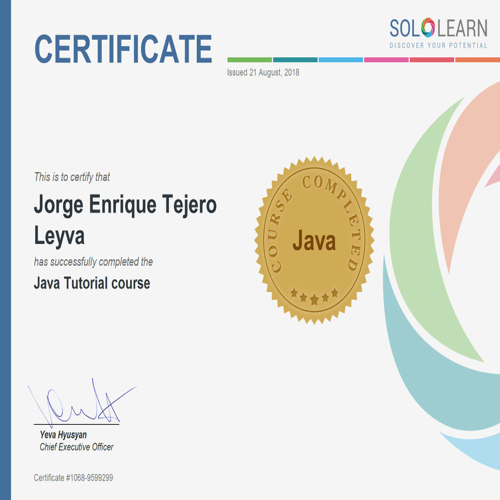 CERTIFICATE
SOLOLEARN
DISCOVER YOUR POTENTIAL
Issued 21 August, 2018
This is to certify that
Jorge Enrique Tejero
Leyva
has successfully completed the
Java Tutorial course
COURSE COMPLETED
Java
Yeva Hyusyan
Chief Executive Officer
Certificate #1068-9599299